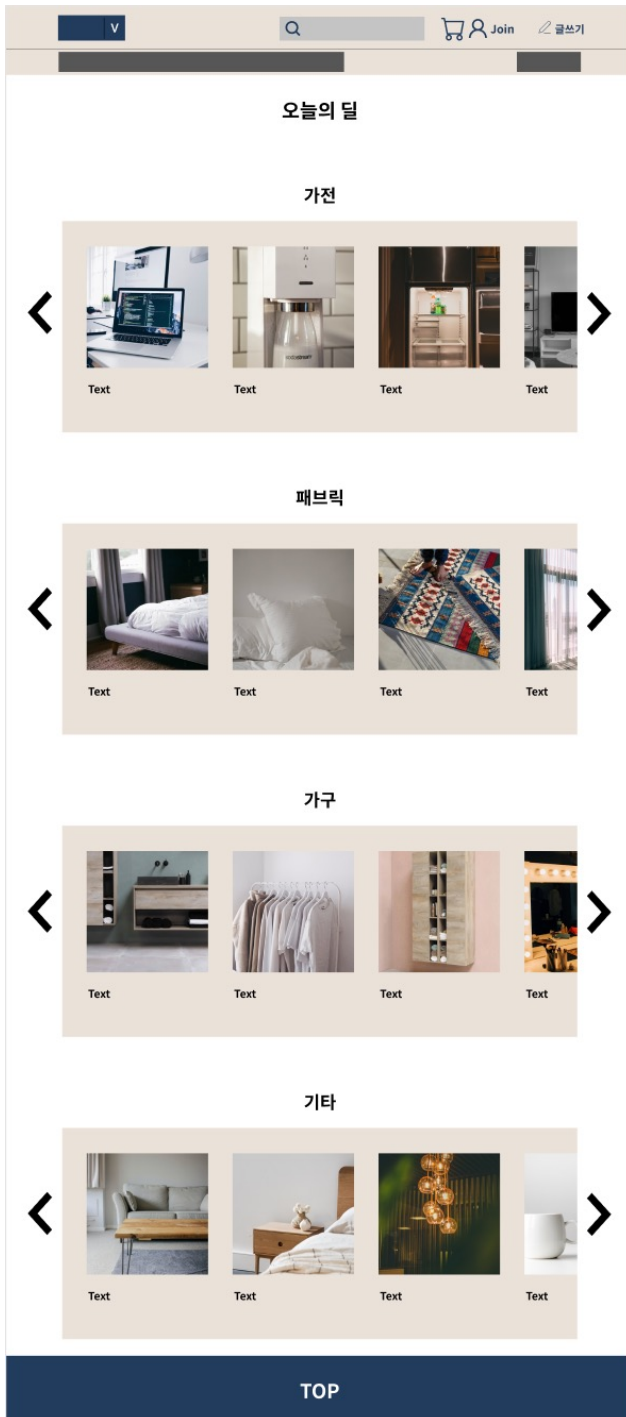 V
Join
글쓰기
오늘의 딜
가전
Text
Text
Text
Text
패브릭
Text
Text
Text
Text
가구
Text
Text
Text
Text
기타
Text
Text
Text
Text
TOP